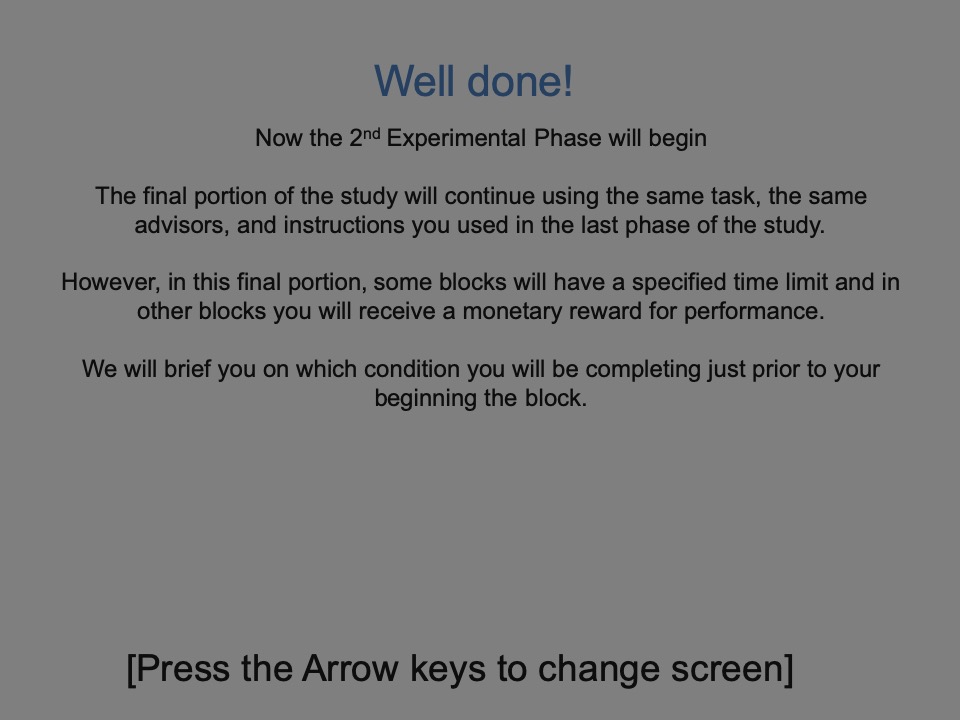 Well done!
Now the 2nd Experimental Phase will begin
The final portion of the study will continue using the same task, the same
advisors, and instructions you used in the last phase of the study.
However, in this final portion, some blocks will have a specified time limit and in
other blocks you will receive a monetary reward for performance.
We will brief you on which condition you will be completing just prior to your
beginning the block.
[Press the Arrow keys to change screen]